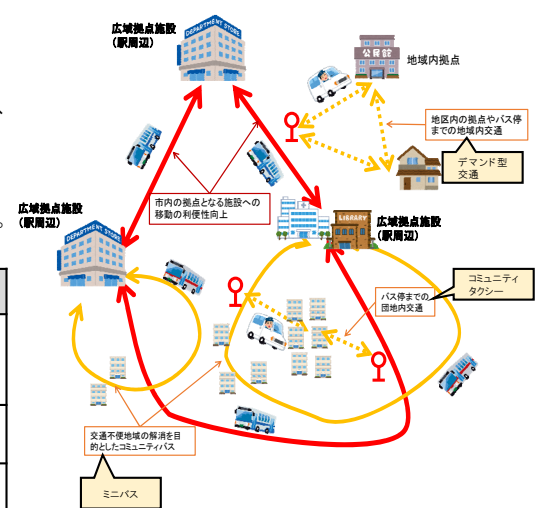 広域拠点施設
(駅周辺)
DEPARTMENT STORE
公民館
地域内拠点
地区内の拠点やバス停
までの地域内交通
デマンド型
交通
市内の拠点となる施設への
移動の利便性向上
広域拠点施設
(駅周辺)
DEPARTMENT STORE
LIBRARY
広域拠点施設
(駅周辺)
コミュニティ
タクシー
バス停までの
団地内交通
交通不便地域の解消を目
的としたコミュニティバス
ミニバス
、
。